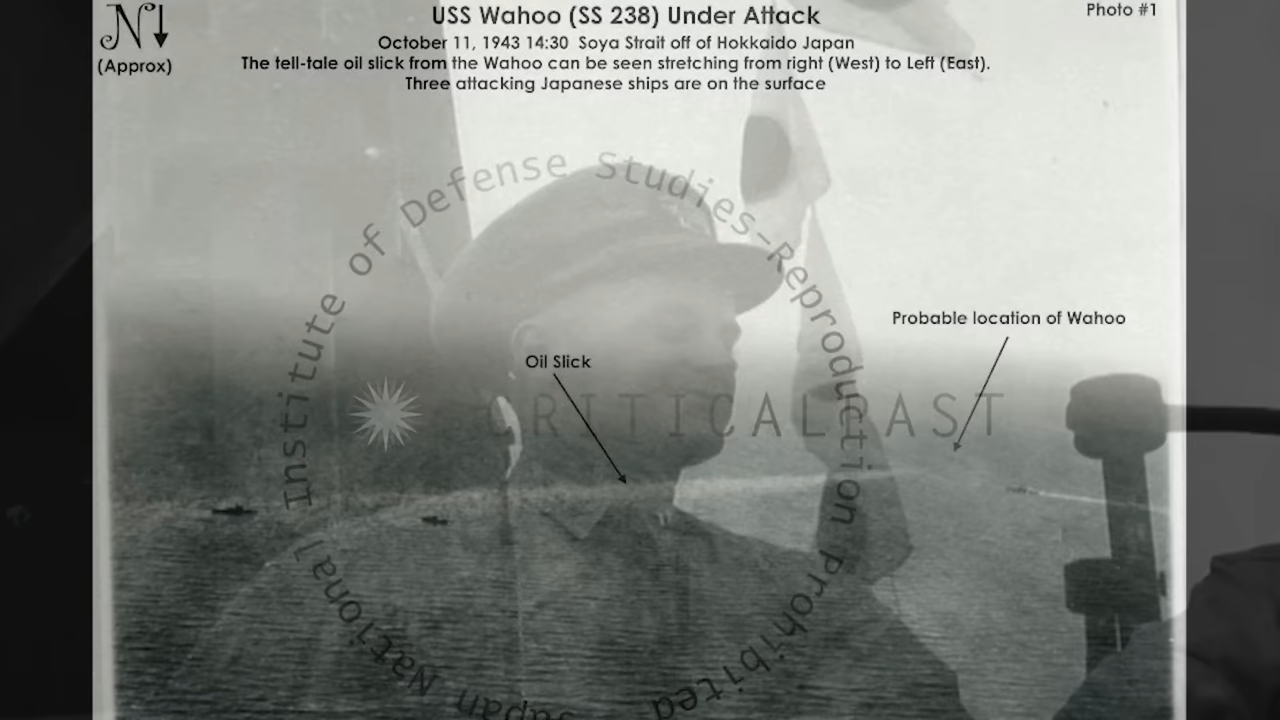 USS Wahoo (SS 238) Under Attack
Photo #1
N
(Approx)
October 11, 1943 14:30 Soya Strait off of Hokkaido Japan
The tell-tale oil slick from the Wahoo can be seen stretching from right (West) to Left (East).
Three attacking Japanese ships are on the surface
Probable location of Wahoo
Oil Slick
CRITICALPAST
Japan National Institute of Defense Studies-Reproduction Prohibited